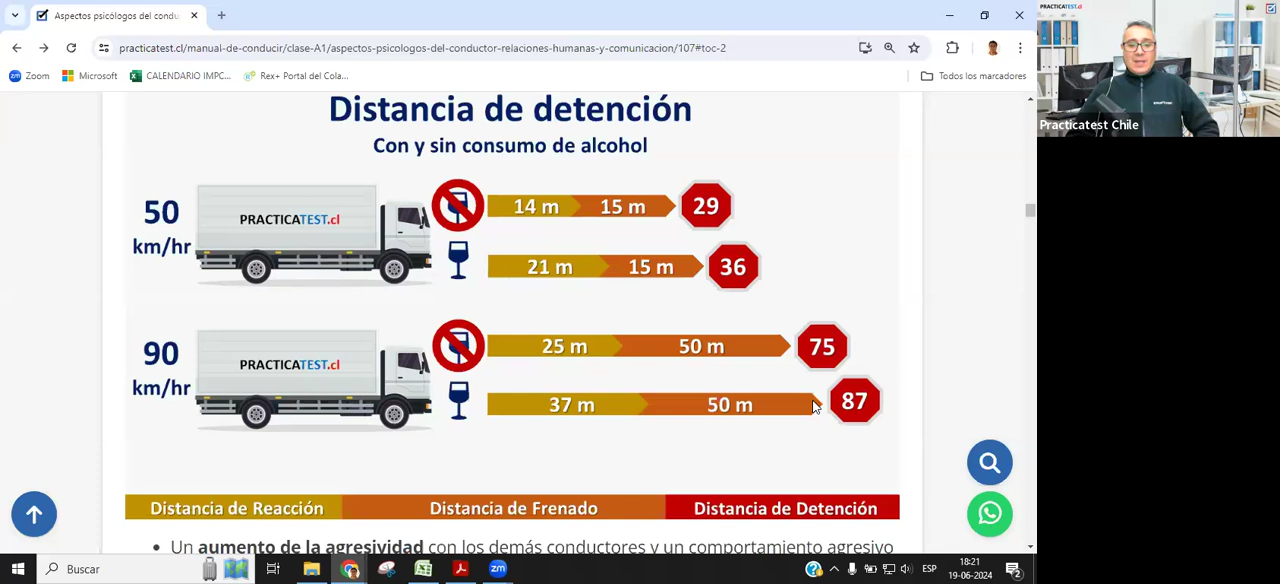 Aspectos psicólogos del condu
practicatest.cl/manual-de-conducir/clase-A1/aspectos-psicologos-del-conductor-relaciones-humanas-y-comunicacion/107#toc-2
Zoom
Microsoft
CALENDARIO IMPC...
Rex+ Portal del Cola...
Todos los marcadores
PRACTICATEST.cl
Practicatest Chile
Distancia de detención
Con y sin consumo de alcohol
50
km/hr
PRACTICATEST.cl
14 m 15 m 29
21 m 15 m 36
90
km/hr
PRACTICATEST.cl
25 m 50 m 75
37 m 50 m 87
Distancia de Reacción Distancia de Frenado Distancia de Detención
• Un aumento de la agresividad con los demás conductores y un comportamiento agresivo
Buscar
zm
ESP
18:21
19-06-2024
2